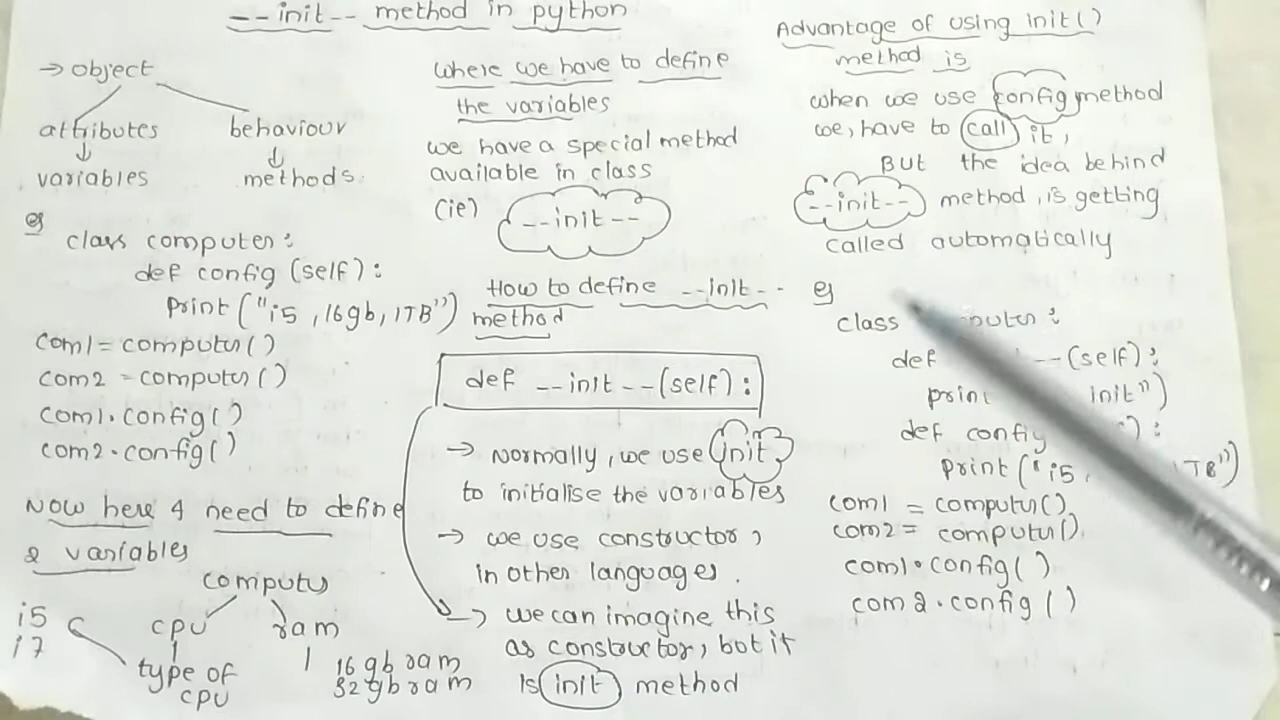 --init-- method in python
→ object
attributes behaviour
↓ ↓
variables methods.
eg
class computer:
def config (self):
print ("i5, 16gb, 1TB")
com1 = computer ()
com2 = computer ()
com1.config()
com2.config()
Now here I need to define
2 variables
computer
cpu ram
i5
i7
type of
cpu
16 gb ram
32 gb ram
where we have to define
the variables
we have a special method
available in class
(ie) --init--
How to define --init--
method
def --init--(self):
→ Normally, we use init
to initialise the variables
→ we use constructor,
in other languages.
→ we can imagine this
as constructor, but it
is init method
Advantage of using init()
method is
when we use config method
we, have to call it,
But the idea behind
--init-- method, is getting
called automatically
eg
class
def --(self):
init")
def config ):
print ("i5, 1TB")
com1 = computer()
com2 = computer()
com1.config()
com2.config()